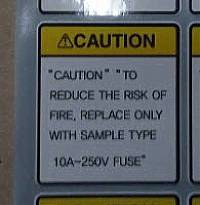 ⚠CAUTION
"CAUTION" "TO
REDUCE THE RISK OF
FIRE, REPLACE ONLY
WITH SAMPLE TYPE
10A-250V FUSE"